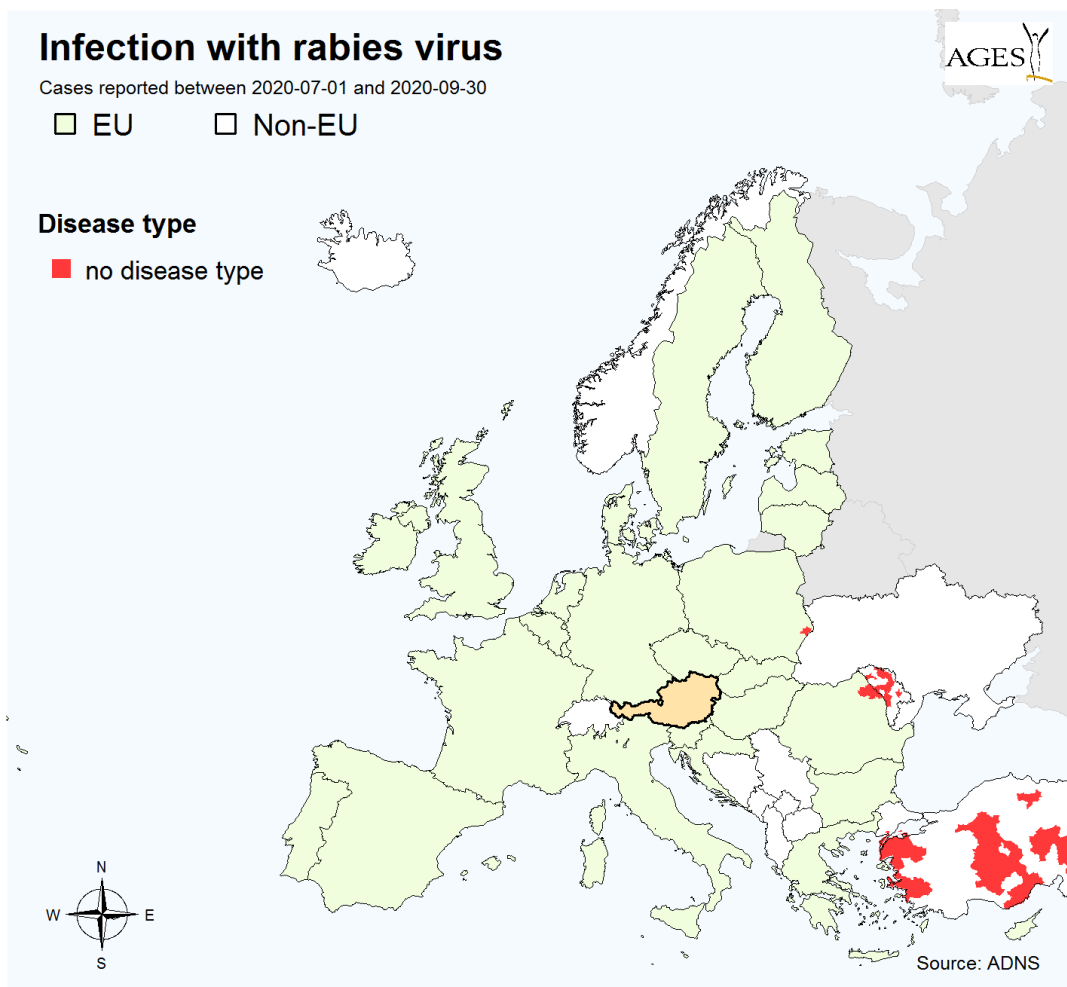 Infection with rabies virus
Cases reported between 2020-07-01 and 2020-09-30
EU Non-EU
AGES
Disease type
no disease type
N
W E
S
Source: ADNS